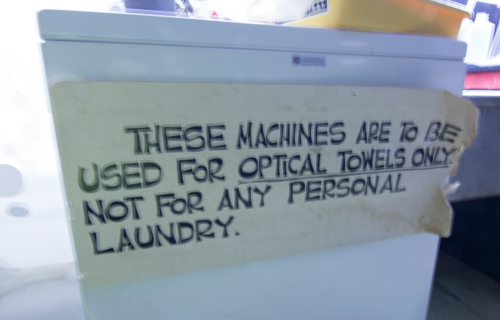 THESE MACHINES ARE TO BE
USED FOR OPTICAL TOWELS ONLY.
NOT FOR ANY PERSONAL
LAUNDRY.